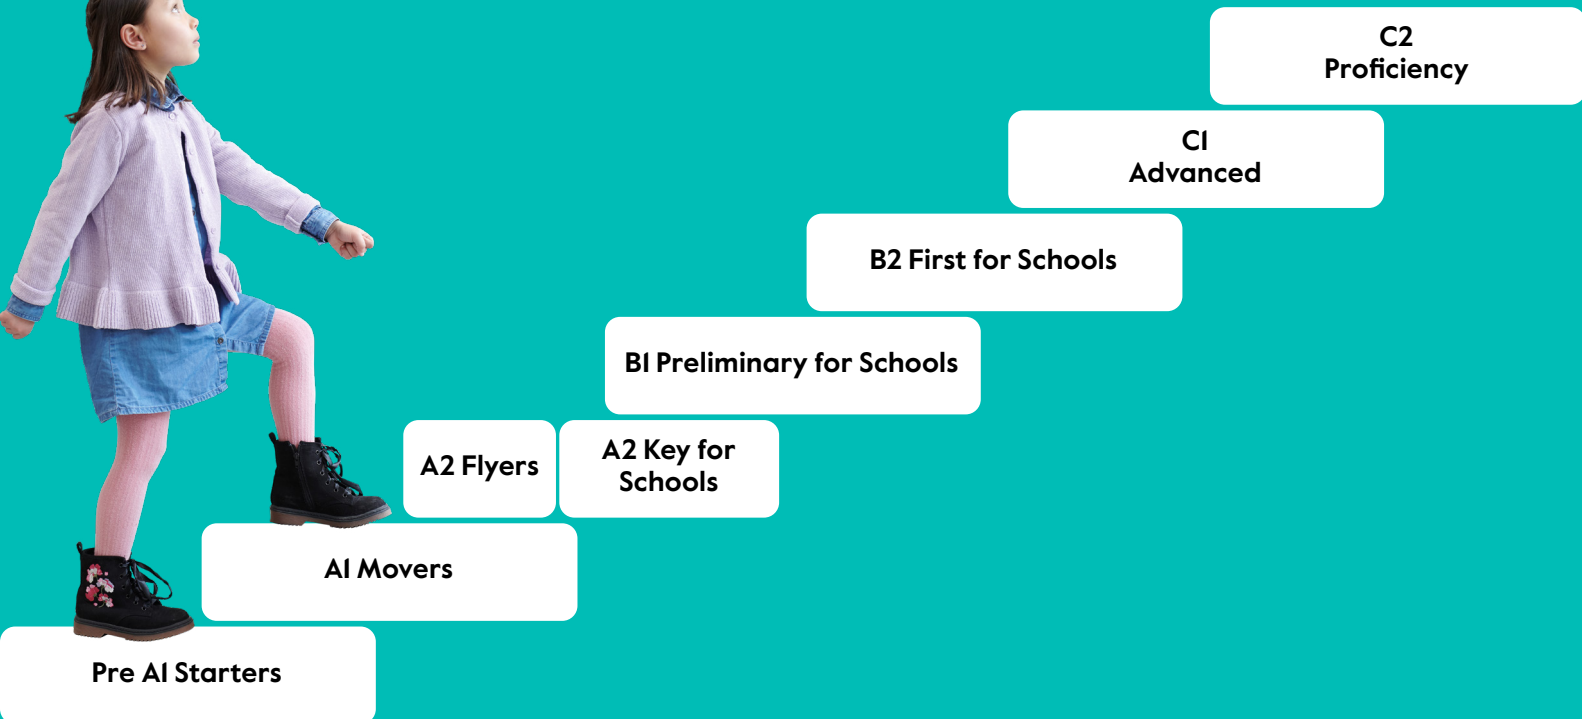 C2
Proficiency
C1
Advanced
B2 First for Schools
B1 Preliminary for Schools
A2 Flyers
A2 Key for
Schools
A1 Movers
Pre A1 Starters